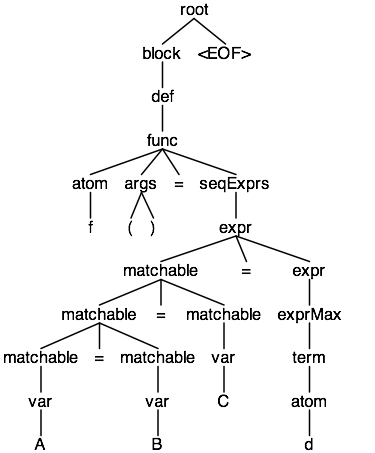 root
block <EOF>
def
func
atom args = seqExprs
f ( ) expr
matchable = expr
matchable = matchable exprMax
matchable = matchable var term
var var C atom
A B d